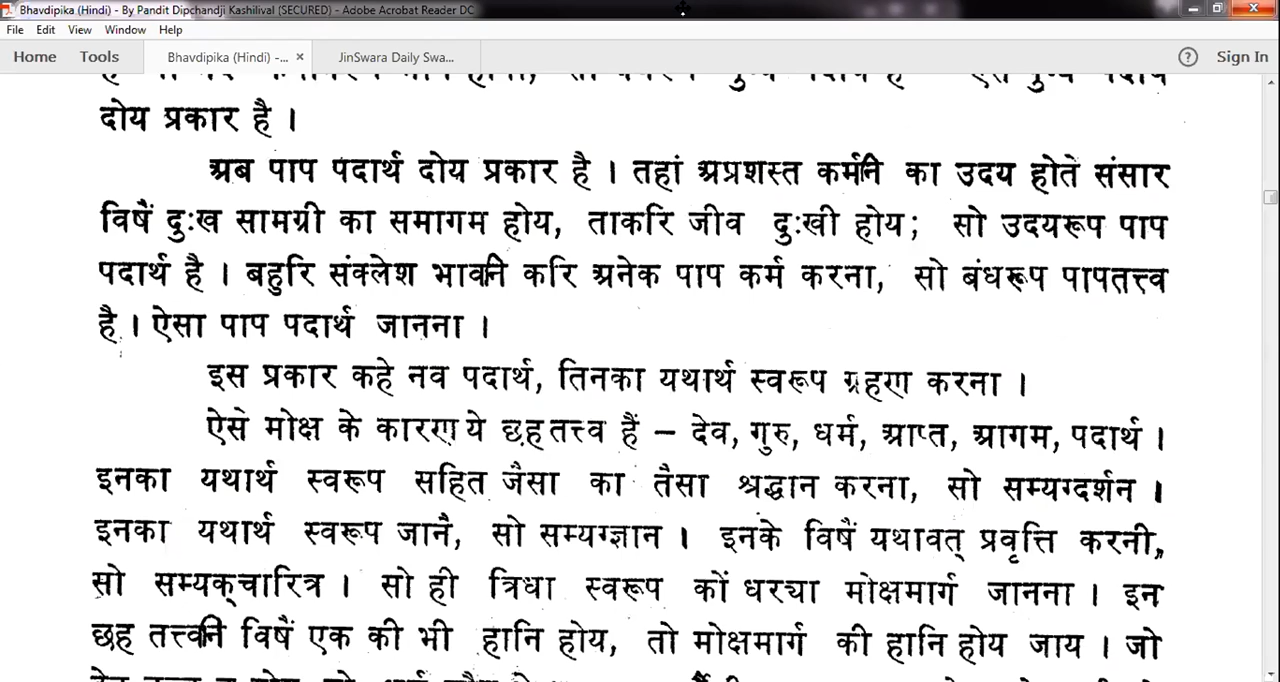 Bhavdipika (Hindi) - By Pandit Dipchandji Kashilival (SECURED) - Adobe Acrobat Reader DC
File Edit View Window Help
Home Tools Bhavdipika (Hindi) -... × JinSwara Daily Swa... ? Sign In
दोय प्रकार है ।
अब पाप पदार्थ दोय प्रकार है । तहां अप्रशस्त कर्मनि का उदय होते संसार
विषैं दुःख सामग्री का समागम होय, ताकरि जीव दुःखी होय; सो उदयरूप पाप
पदार्थ है । बहुरि संक्लेश भावनि करि अनेक पाप कर्म करना, सो बंधरूप पापतत्त्व
है । ऐसा पाप पदार्थ जानना ।
इस प्रकार कहे नव पदार्थ, तिनका यथार्थ स्वरूप ग्रहण करना ।
ऐसे मोक्ष के कारण ये छह तत्त्व हैं – देव, गुरु, धर्म, आप्त, आगम, पदार्थ ।
इनका यथार्थ स्वरूप सहित जैसा का तैसा श्रद्धान करना, सो सम्यग्दर्शन ।
इनका यथार्थ स्वरूप जानैं, सो सम्यग्ज्ञान । इनके विषैं यथावत् प्रवृत्ति करनी,
सो सम्यक्चारित्र । सो ही त्रिधा स्वरूप कों धरच्या मोक्षमार्ग जानना । इन
छह तत्त्वनि विषैं एक की भी हानि होय, तो मोक्षमार्ग की हानि होय जाय । जो